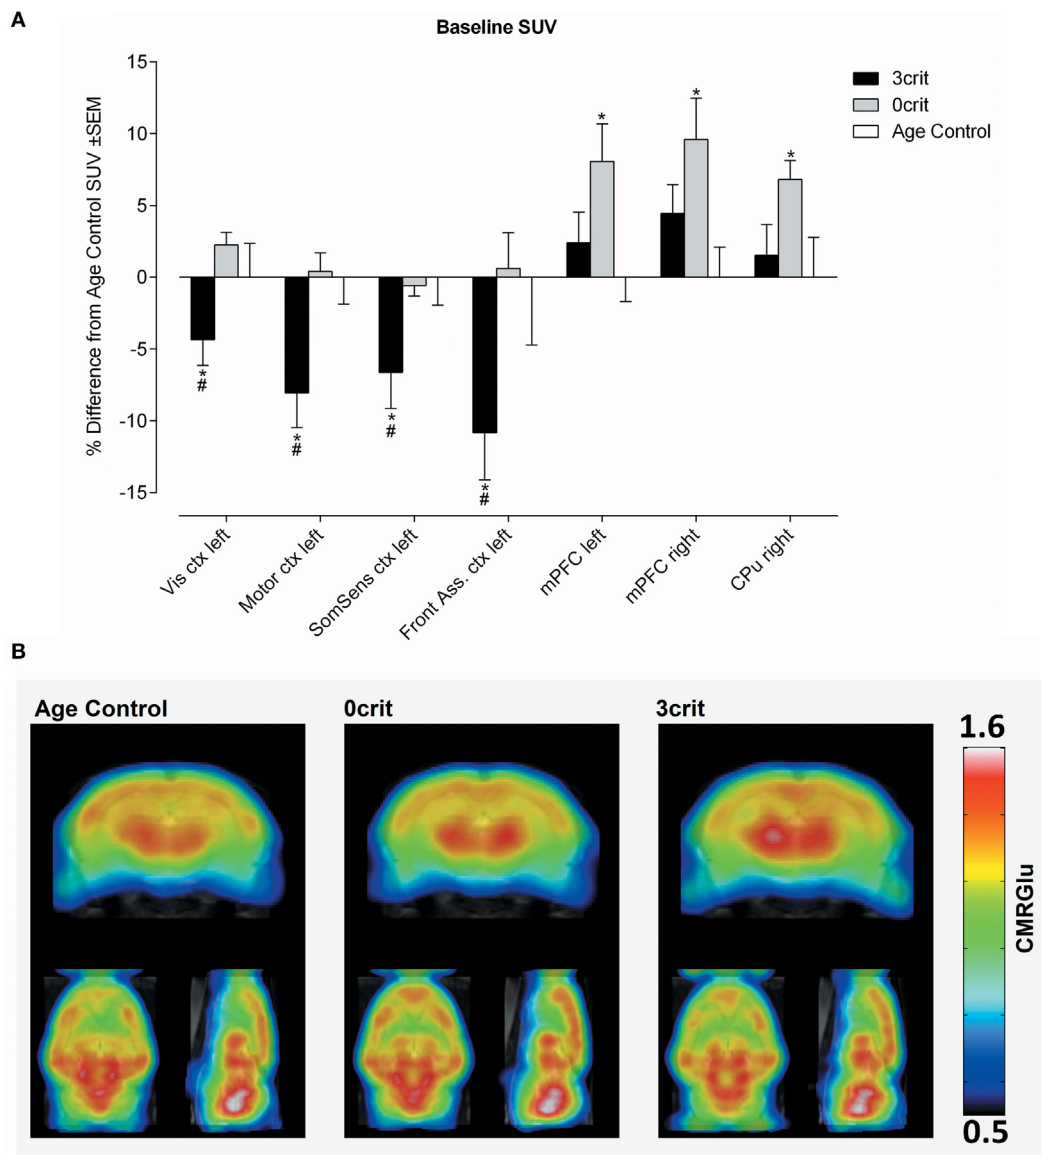 A
Baseline SUV
% Difference from Age Control SUV ±SEM
15
10
5
0
-5
-10
-15
3crit
0crit
Age Control
* * *
*
#
*
#
*
#
*
#
Vis ctx left
Motor ctx left
SomSens ctx left
Front Ass. ctx left
mPFC left
mPFC right
CPu right
B
Age Control
0crit
3crit
1.6
CMRGlu
0.5